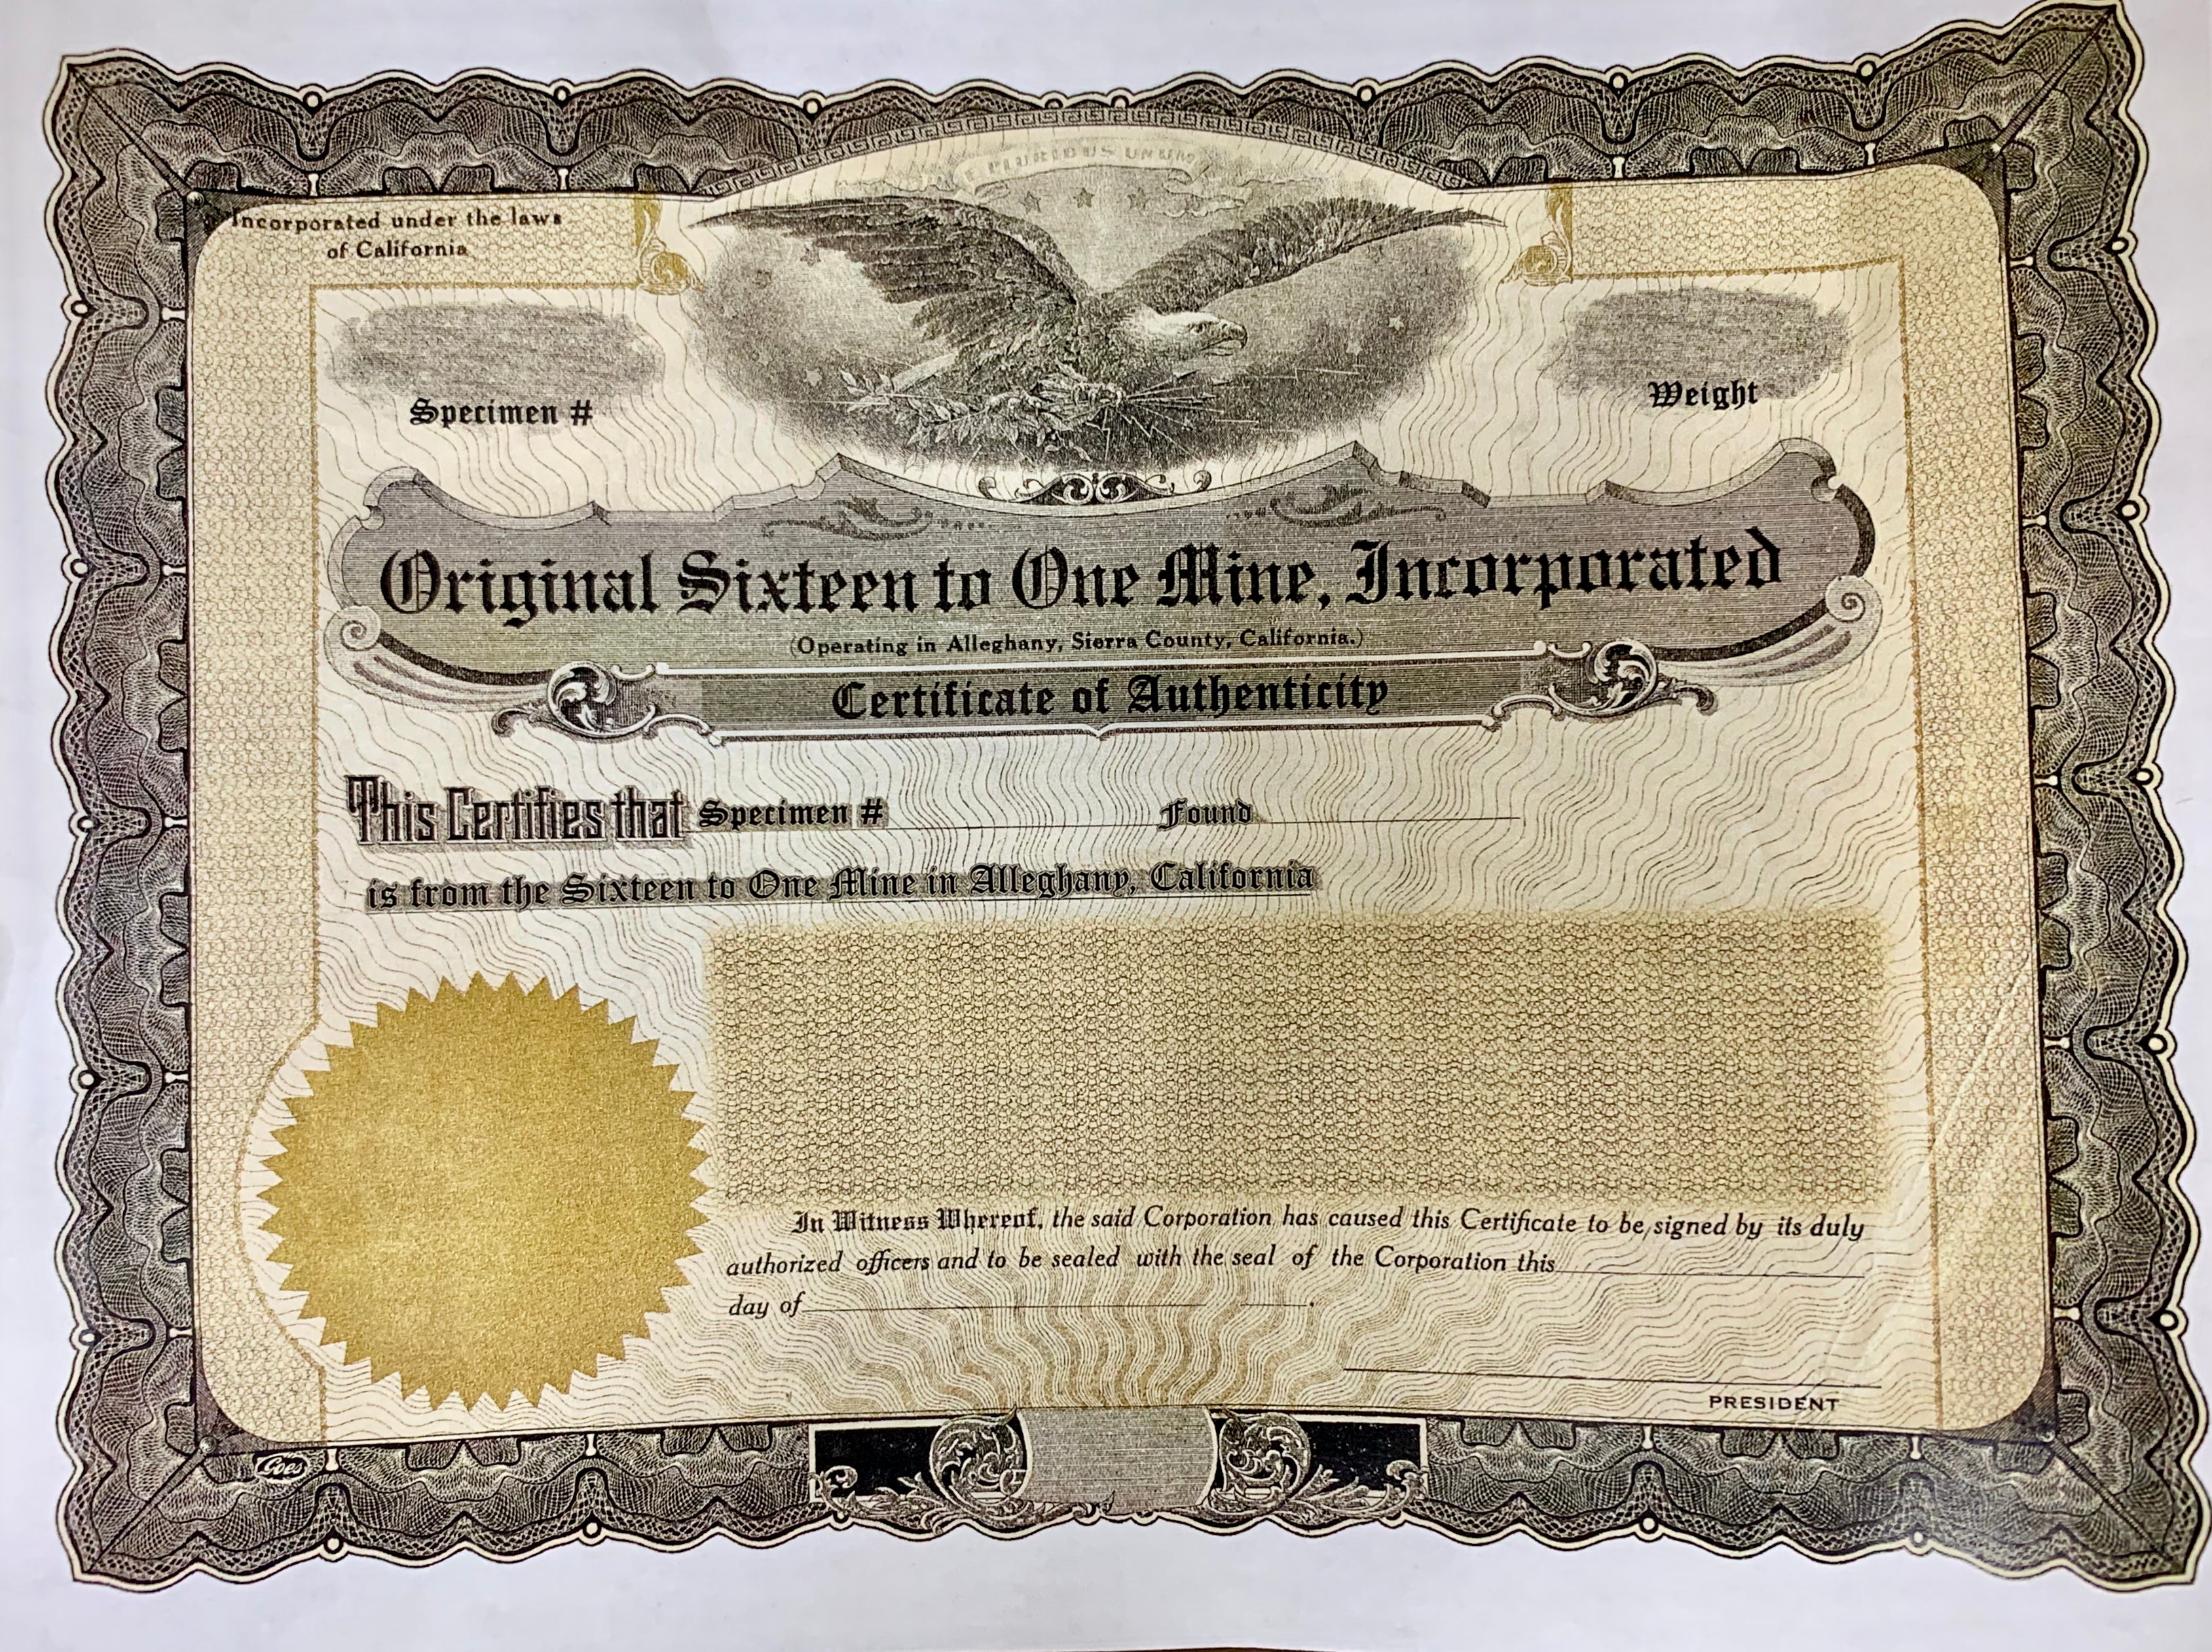 E PLURIBUS UNUM
Incorporated under the laws
of California
Specimen #
Weight
Original Sixteen to One Mine, Incorporated
(Operating in Alleghany, Sierra County, California.)
Certificate of Authenticity
This Certifies that Specimen # Found
is from the Sixteen to One Mine in Alleghany, California
In Witness Whereof, the said Corporation has caused this Certificate to be signed by its duly
authorized officers and to be sealed with the seal of the Corporation this
day of .
PRESIDENT
Goes